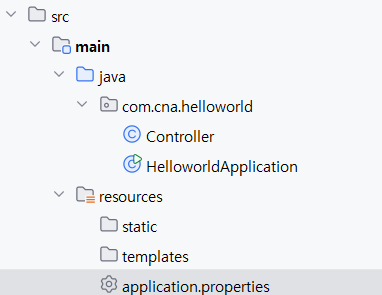 src
main
java
com.cna.helloworld
Controller
HelloworldApplication
resources
static
templates
application.properties